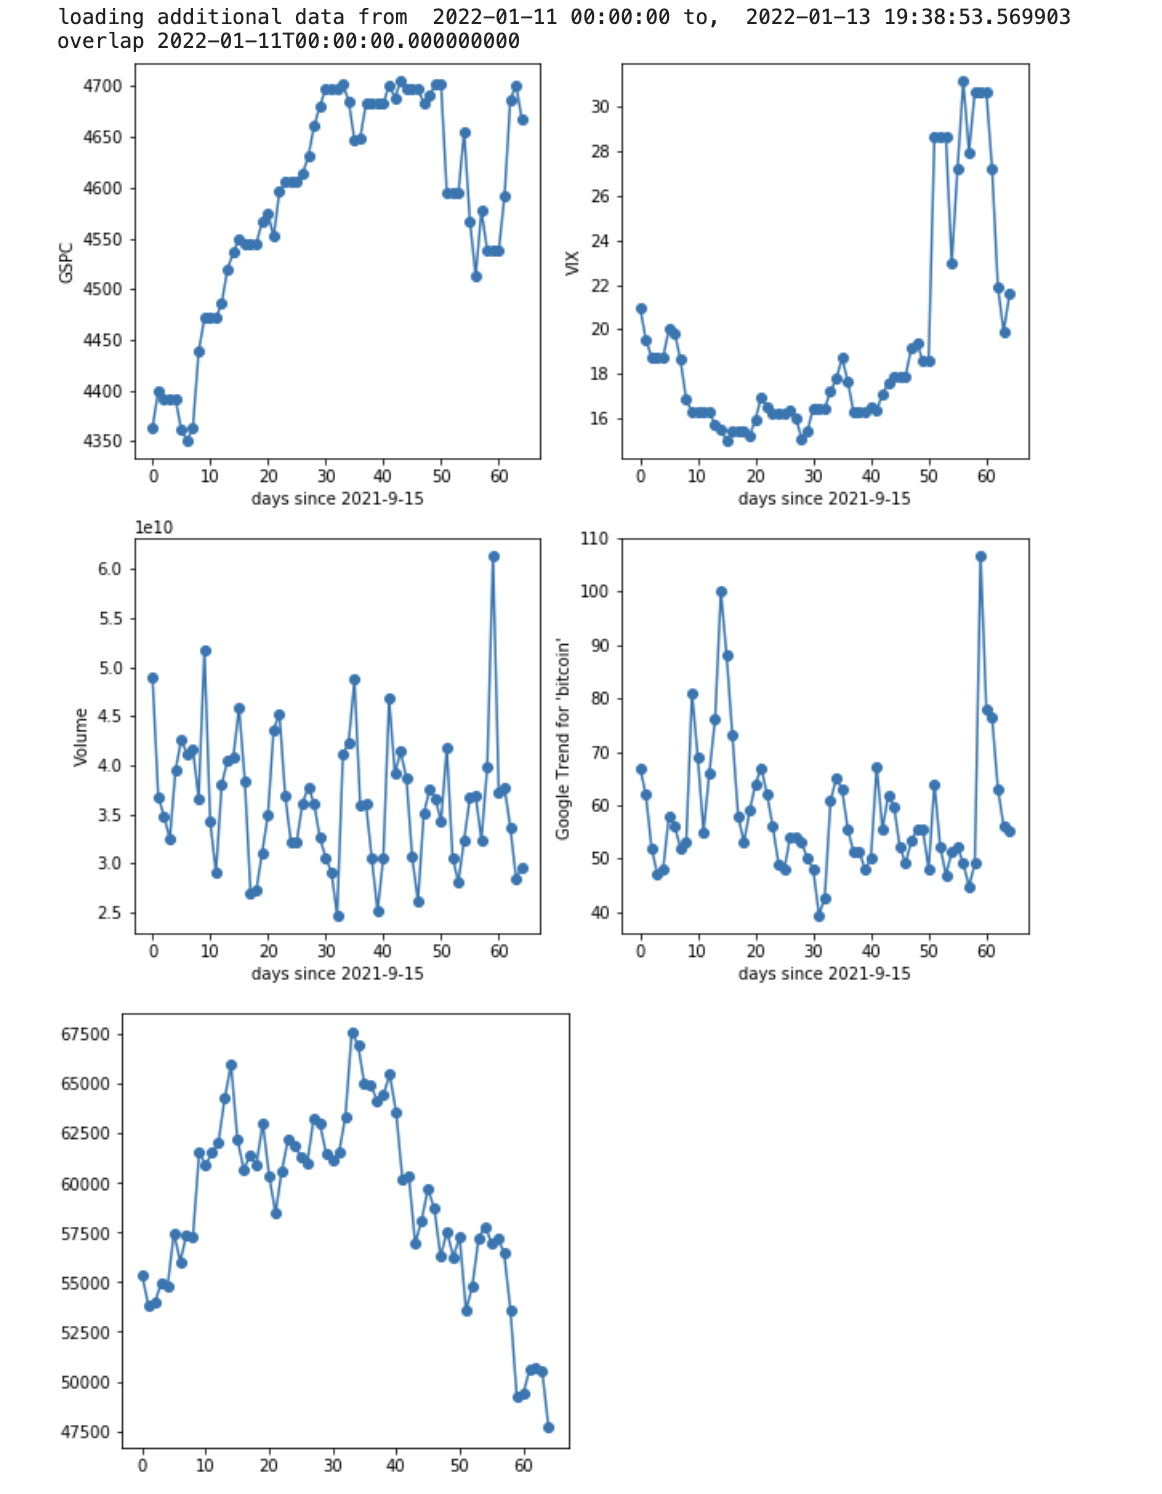 loading additional data from  2022-01-11 00:00:00 to,  2022-01-13 19:38:53.569903
overlap 2022-01-11T00:00:00.000000000
4700
4650
4600
4550
4500
4450
4400
4350
GSPC
0 10 20 30 40 50 60
days since 2021-9-15
30
28
26
24
22
20
18
16
VIX
0 10 20 30 40 50 60
days since 2021-9-15
1e10
6.0
5.5
5.0
4.5
4.0
3.5
3.0
2.5
Volume
0 10 20 30 40 50 60
days since 2021-9-15
110
100
90
80
70
60
50
40
Google Trend for 'bitcoin'
0 10 20 30 40 50 60
days since 2021-9-15
67500
65000
62500
60000
57500
55000
52500
50000
47500
0 10 20 30 40 50 60